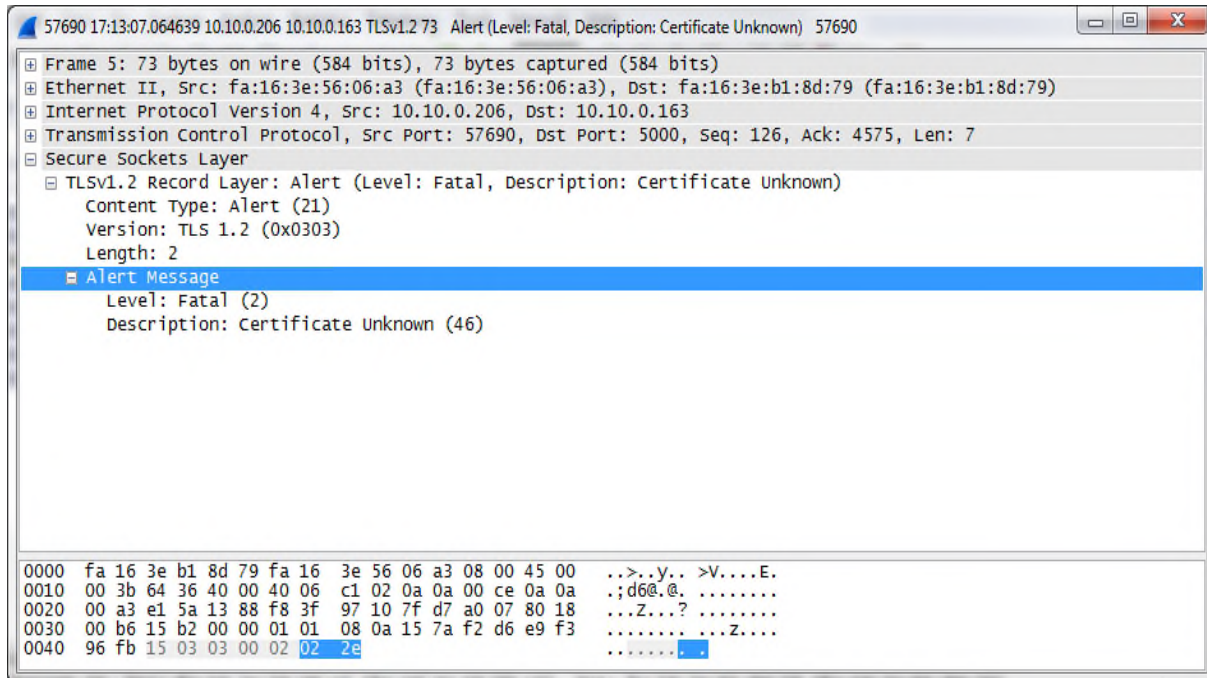 57690 17:13:07.064639 10.10.0.206 10.10.0.163 TLSv1.2 73 Alert (Level: Fatal, Description: Certificate Unknown) 57690
Frame 5: 73 bytes on wire (584 bits), 73 bytes captured (584 bits)
Ethernet II, Src: fa:16:3e:56:06:a3 (fa:16:3e:56:06:a3), Dst: fa:16:3e:b1:8d:79 (fa:16:3e:b1:8d:79)
Internet Protocol Version 4, Src: 10.10.0.206, Dst: 10.10.0.163
Transmission Control Protocol, Src Port: 57690, Dst Port: 5000, Seq: 126, Ack: 4575, Len: 7
Secure Sockets Layer
TLSv1.2 Record Layer: Alert (Level: Fatal, Description: Certificate Unknown)
Content Type: Alert (21)
Version: TLS 1.2 (0x0303)
Length: 2
Alert Message
Level: Fatal (2)
Description: Certificate Unknown (46)
0000 fa 16 3e b1 8d 79 fa 16 3e 56 06 a3 08 00 45 00 ..>..y.. >V....E.
0010 00 3b 64 36 40 00 40 06 c1 02 0a 0a 00 ce 0a 0a .;d6@.@. ........
0020 00 a3 e1 5a 13 88 f8 3f 97 10 7f d7 a0 07 80 18 ...Z...? ........
0030 00 b6 15 b2 00 00 01 01 08 0a 15 7a f2 d6 e9 f3 ........ ...z....
0040 96 fb 15 03 03 00 02 02 2e ....... .